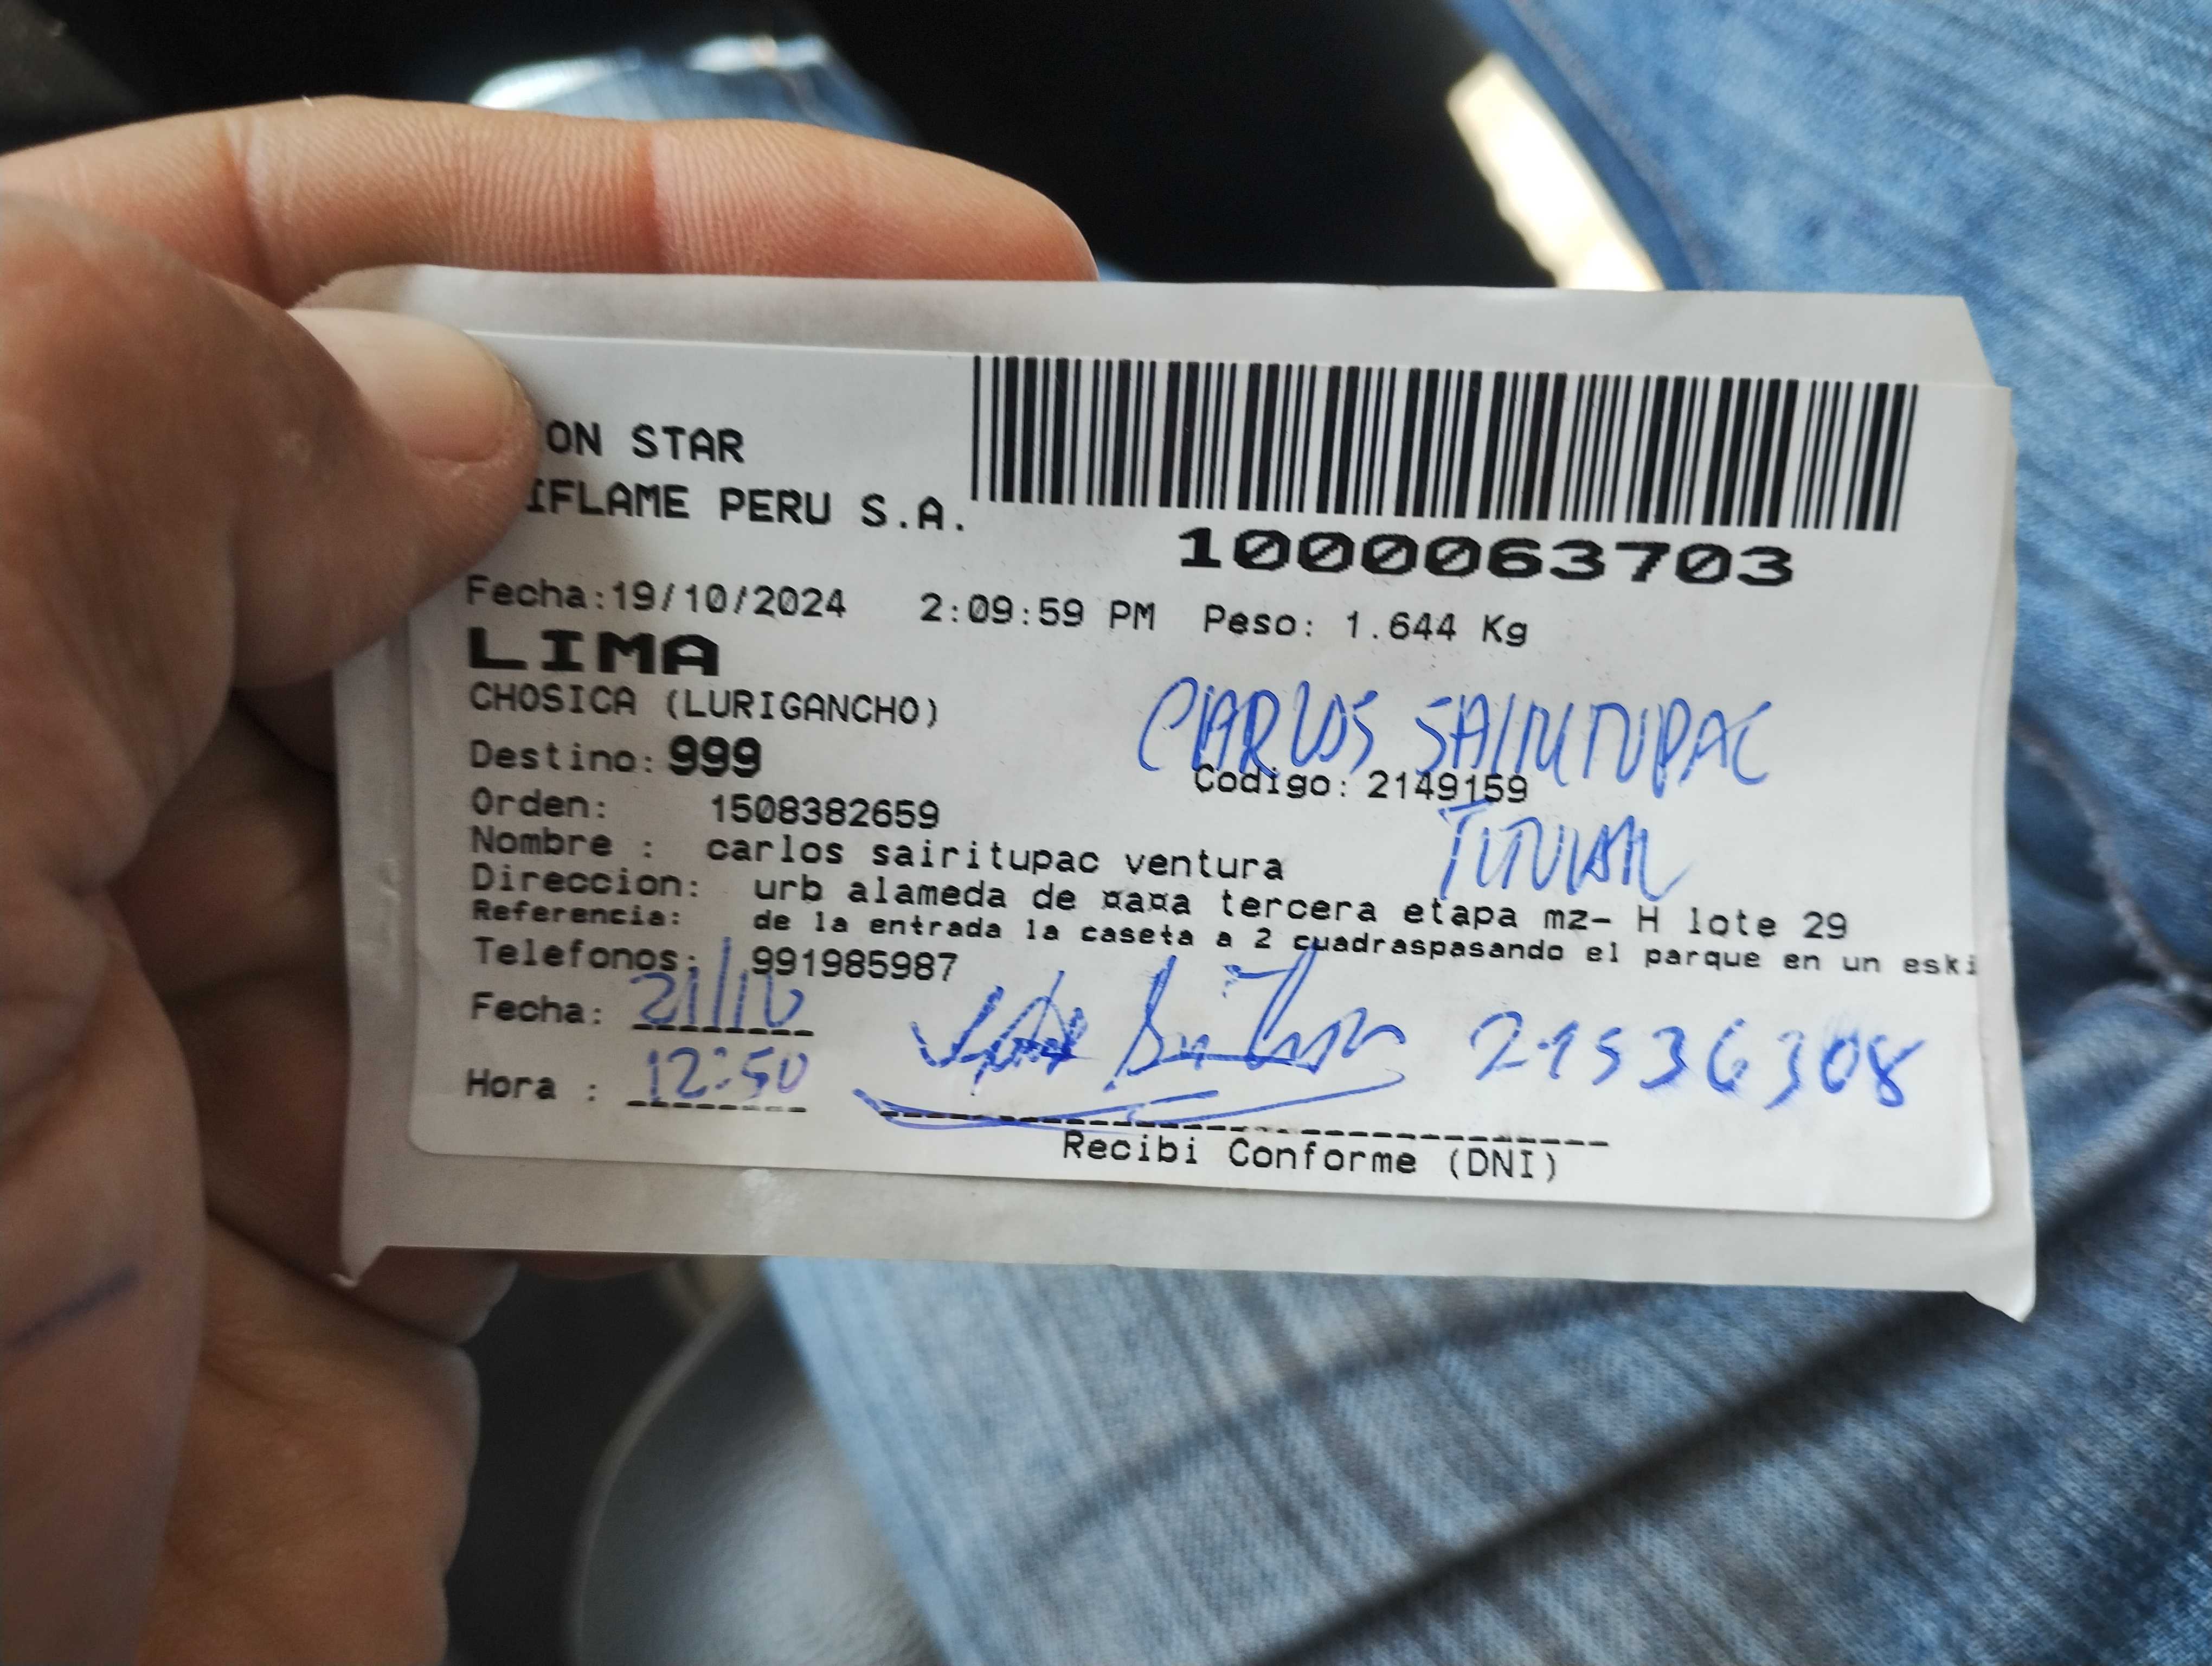 ON STAR
IFLAME PERU S.A.
1000063703
Fecha:19/10/2024 2:09:59 PM Peso: 1.644 Kg
LIMA
CHOSICA (LURIGANCHO)
CARLOS SAIRITUPAC
Destino: 999
Codigo: 2149159
Orden: 1508382659
TITULAR
Nombre : carlos sairitupac ventura
Direccion: urb alameda de ¤a¤a tercera etapa mz- H lote 29
Referencia: de la entrada la caseta a 2 cuadraspasando el parque en un eski
Telefonos: 991985987
Fecha: 21/10
21536308
Hora : 12:50
Recibi Conforme (DNI)